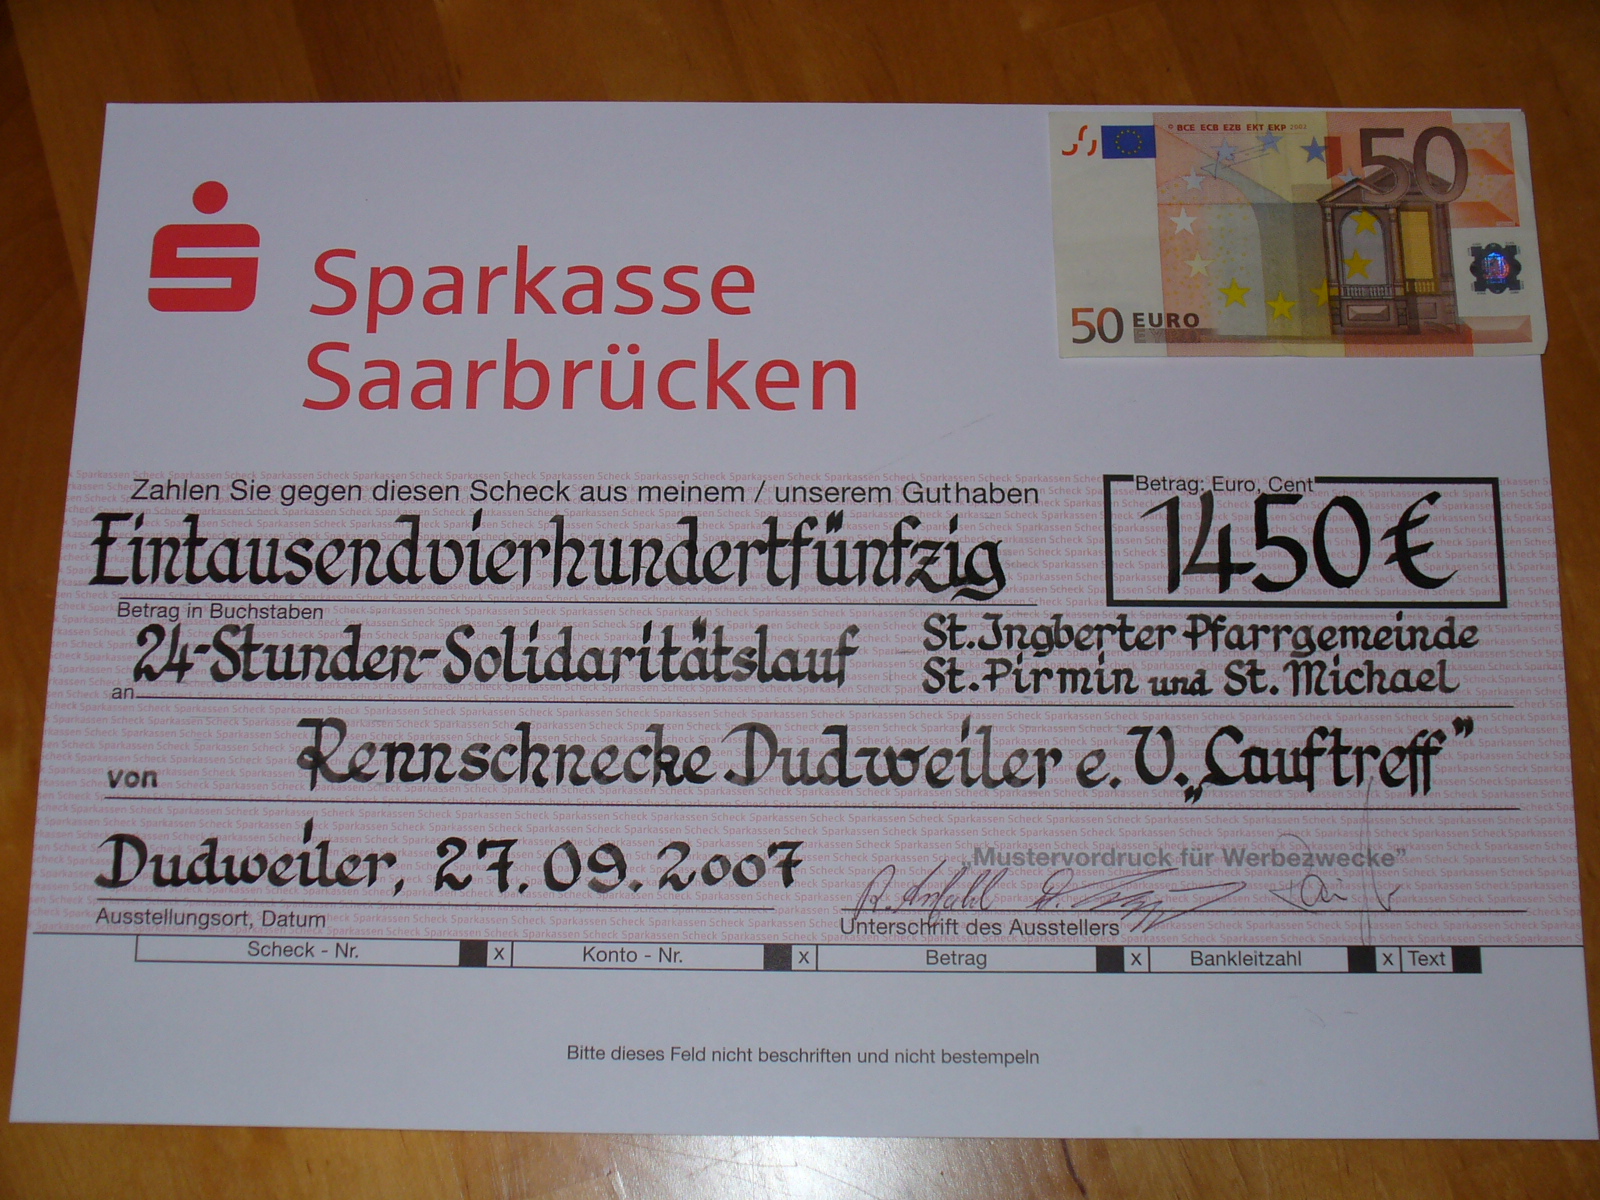 Sparkasse
Saarbrücken
© BCE ECB EZB EKT EKP 2002
50
50 EURO
Zahlen Sie gegen diesen Scheck aus meinem / unserem Guthaben
Betrag: Euro, Cent
Eintausendvierhundertfünfzig
1450€
Betrag in Buchstaben
24-Stunden-Solidaritätslauf
St. Ingberter Pfarrgemeinde
St. Pirmin und St. Michael
an
von Rennschnecke Dudweiler e. V. „Lauftreff”
Dudweiler, 27.09.2007
„Mustervordruck für Werbezwecke”
Ausstellungsort, Datum
Unterschrift des Ausstellers
Scheck - Nr. x Konto - Nr. x Betrag x Bankleitzahl x Text
Bitte dieses Feld nicht beschriften und nicht bestempeln